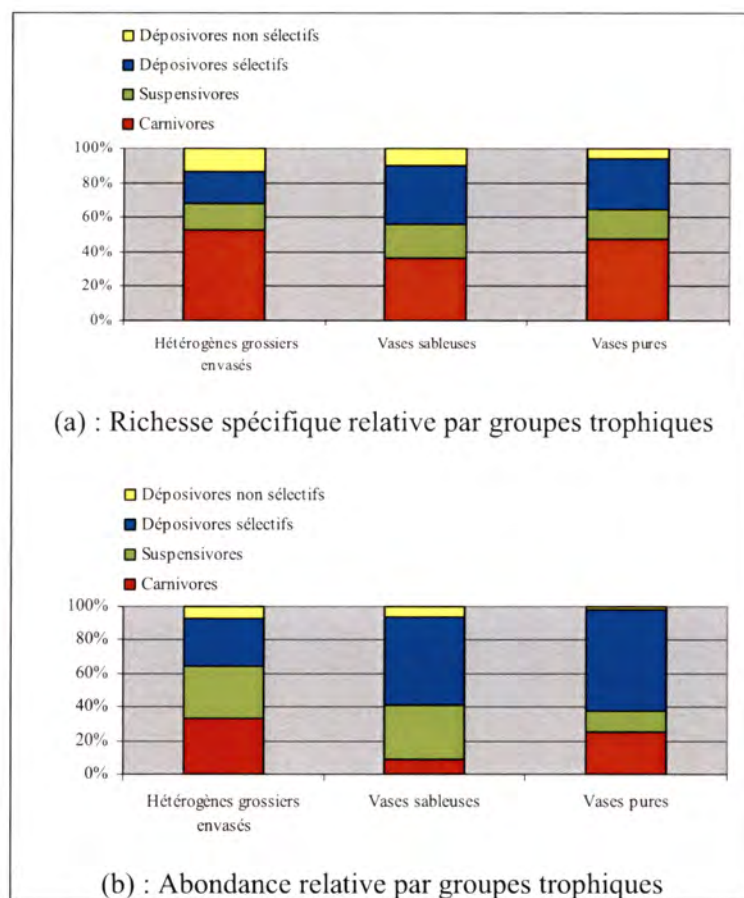 Déposivores non sélectifs
Déposivores sélectifs
Suspensivores
Carnivores
100%
80%
60%
40%
20%
0%
Hétérogènes grossiers
envasés
Vases sableuses
Vases pures
(a) : Richesse spécifique relative par groupes trophiques
Déposivores non sélectifs
Déposivores sélectifs
Suspensivores
Carnivores
100%
80%
60%
40%
20%
0%
Hétérogènes grossiers
envasés
Vases sableuses
Vases pures
(b) : Abondance relative par groupes trophiques